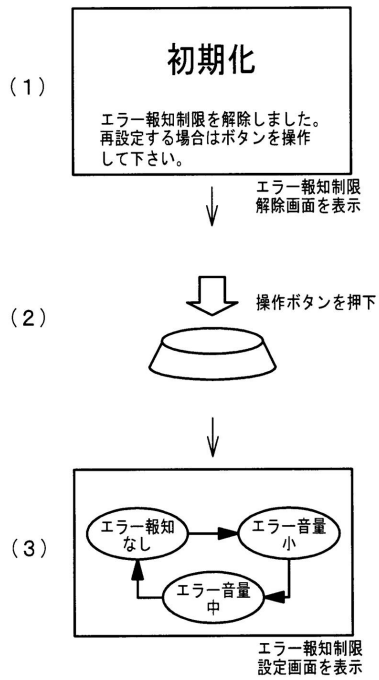 初期化
(1)
エラー報知制限を解除しました。
再設定する場合はボタンを操作
して下さい。
エラー報知制限
解除画面を表示
操作ボタンを押下
(2)
エラー報知
なし
エラー音量
小
(3)
エラー音量
中
エラー報知制限
設定画面を表示